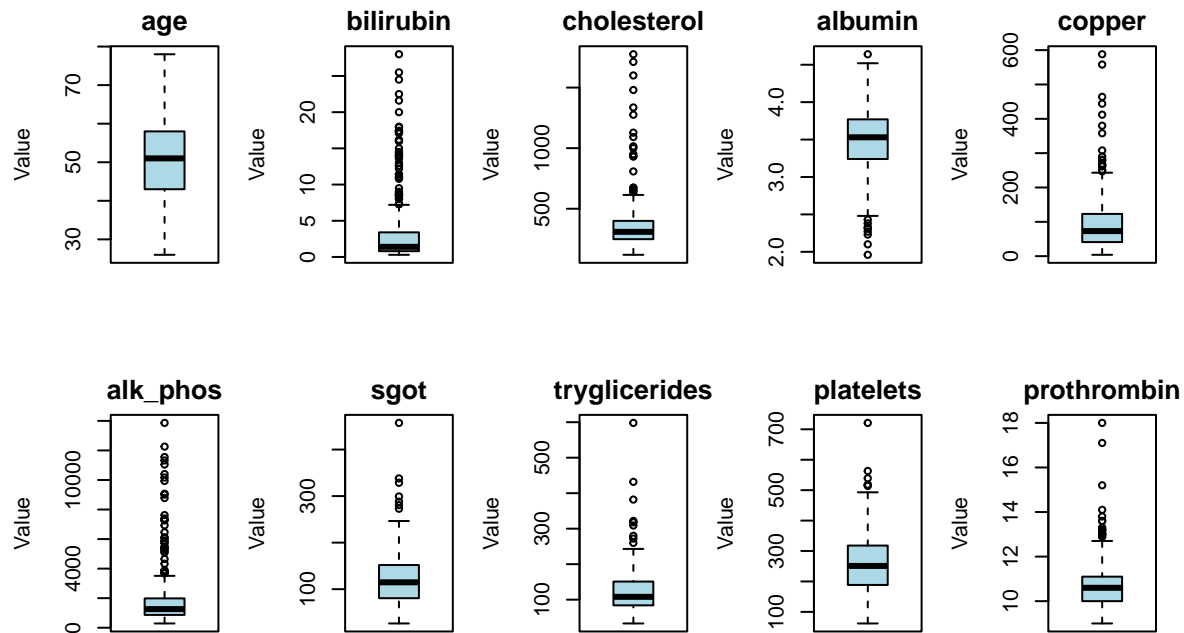 age
bilirubin
cholesterol
albumin
copper
Value
30
50
70
Value
0
5
10
20
Value
500
1000
Value
2.0
3.0
4.0
Value
0
200
400
600
alk_phos
sgot
tryglicerides
platelets
prothrombin
Value
0
4000
10000
Value
100
300
Value
100
300
500
Value
100
300
500
700
Value
10
12
14
16
18